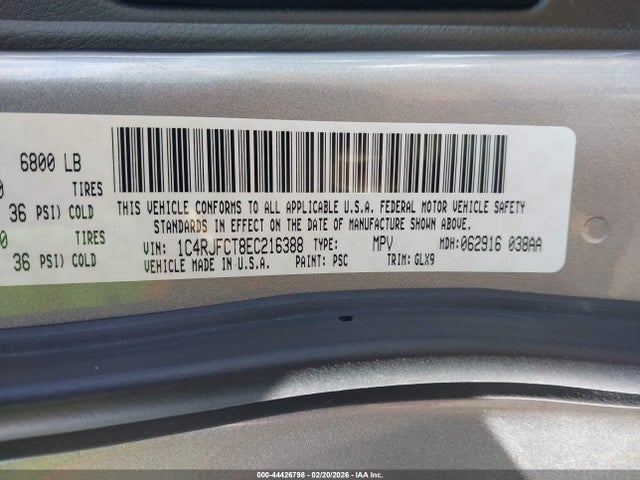 6800 LB
0 TIRES
36 PSI) COLD
0 TIRES
36 PSI) COLD
THIS VEHICLE CONFORMS TO ALL APPLICABLE U.S.A. FEDERAL MOTOR VEHICLE SAFETY
STANDARDS IN EFFECT ON THE DATE OF MANUFACTURE SHOWN ABOVE.
VIN: 1C4RJFCT8EC216388 TYPE: MPV MDH:062916 038AA
VEHICLE MADE IN U.S.A. PAINT: PSC TRIM: GLX9
000-44426798 - 02/20/2026 - IAA Inc.